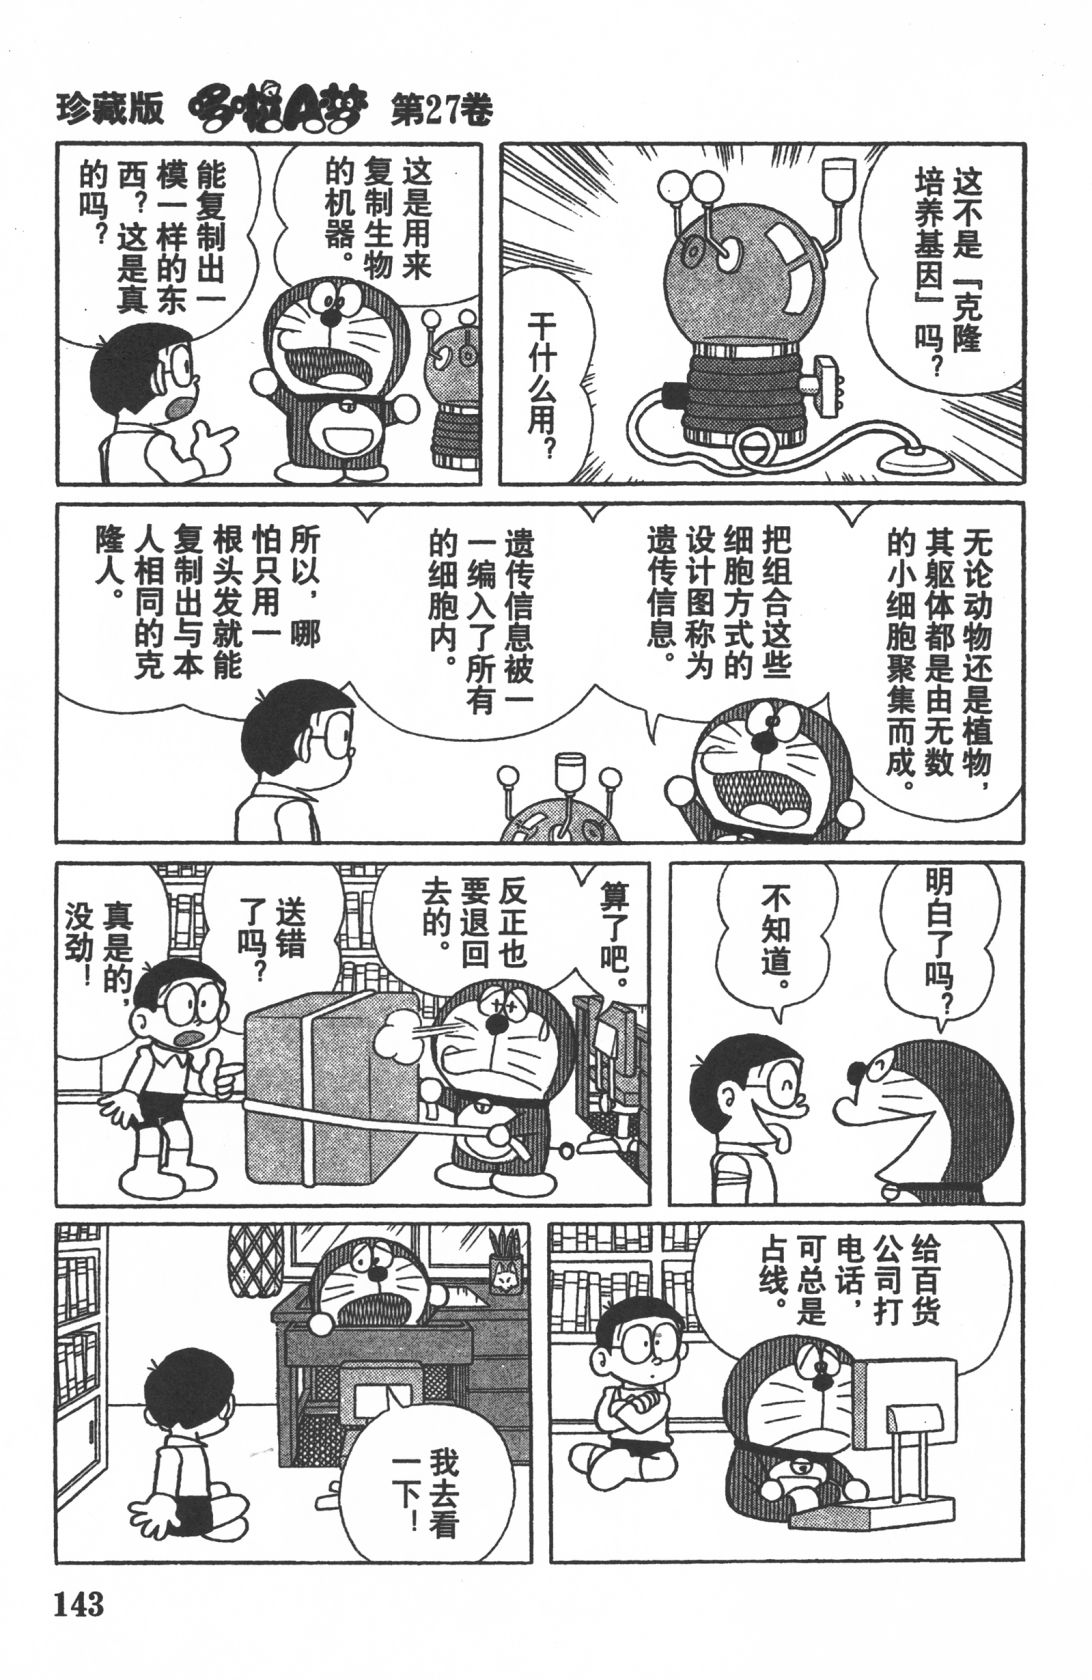 珍藏版 哆啦A梦 第27卷
这不是『克隆
培养基因』吗？
干什么用？
这是用来
复制生物
的机器。
能复制出一
模一样的东
西？这是真
的吗？
无论动物还是植物，
其躯体都是由无数
的小细胞聚集而成。
把组合这些
细胞方式的
设计图称为
遗传信息。
遗传信息被一
一编入了所有
的细胞内。
所以，哪
怕只用一
根头发就能
复制出与本
人相同的克
隆人。
明白了吗？
不知道。
算了吧。
反正也
要退回
去的。
送错
了吗？
真是的，
没劲！
给百货
公司打
电话，
可总是
占线。
我去看
一下！
143